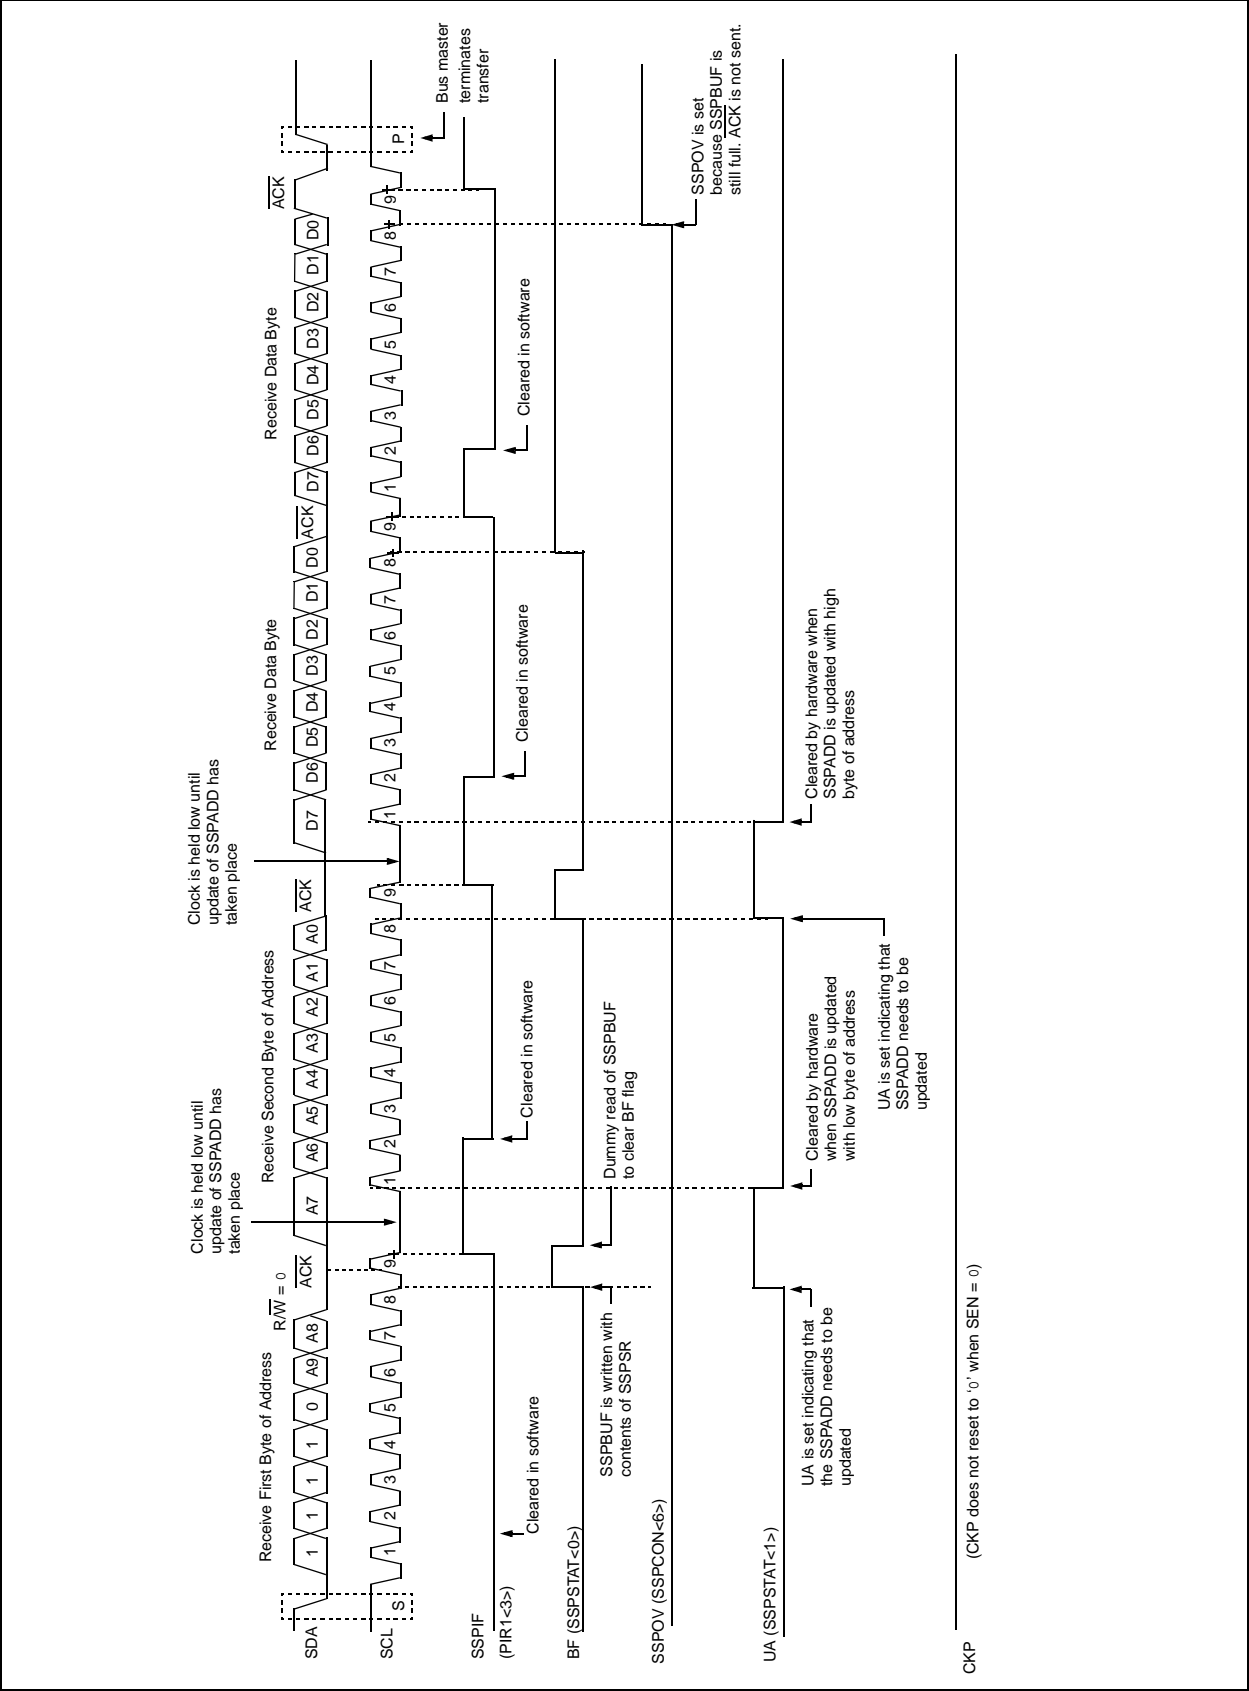 Clock is held low until
update of SSPADD has
taken place
Clock is held low until
update of SSPADD has
taken place
Receive First Byte of Address
R/W = 0
Receive Second Byte of Address
Receive Data Byte
Receive Data Byte
ACK
SDA
1 1 1 1 0 A9 A8 ACK A7 A6 A5 A4 A3 A2 A1 A0 ACK D7 D6 D5 D4 D3 D2 D1 D0 ACK D7 D6 D5 D4 D3 D2 D1 D0
SCL
S 1 2 3 4 5 6 7 8 9 1 2 3 4 5 6 7 8 9 1 2 3 4 5 6 7 8 9 1 2 3 4 5 6 7 8 9 P
Bus master
terminates
transfer
SSPIF
(PIR1<3>)
Cleared in software
Cleared in software
Cleared in software
Cleared in software
BF (SSPSTAT<0>)
SSPBUF is written with
contents of SSPSR
Dummy read of SSPBUF
to clear BF flag
SSPOV (SSPCON<6>)
SSPOV is set
because SSPBUF is
still full. ACK is not sent.
UA (SSPSTAT<1>)
UA is set indicating that
the SSPADD needs to be
updated
Cleared by hardware
when SSPADD is updated
with low byte of address
UA is set indicating that
SSPADD needs to be
updated
Cleared by hardware when
SSPADD is updated with high
byte of address
CKP
(CKP does not reset to ‘0’ when SEN = 0)